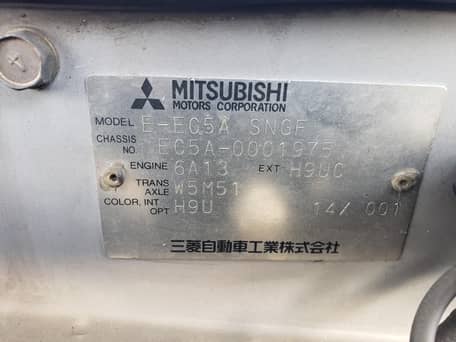 MITSUBISHI
MOTORS CORPORATION
MODEL E-EC5A SNGF
CHASSIS NO. EC5A-0001975
ENGINE 6A13 EXT H9UC
TRANS AXLE W5M51
COLOR, INT OPT H9U 14/ 001
三菱自動車工業株式会社